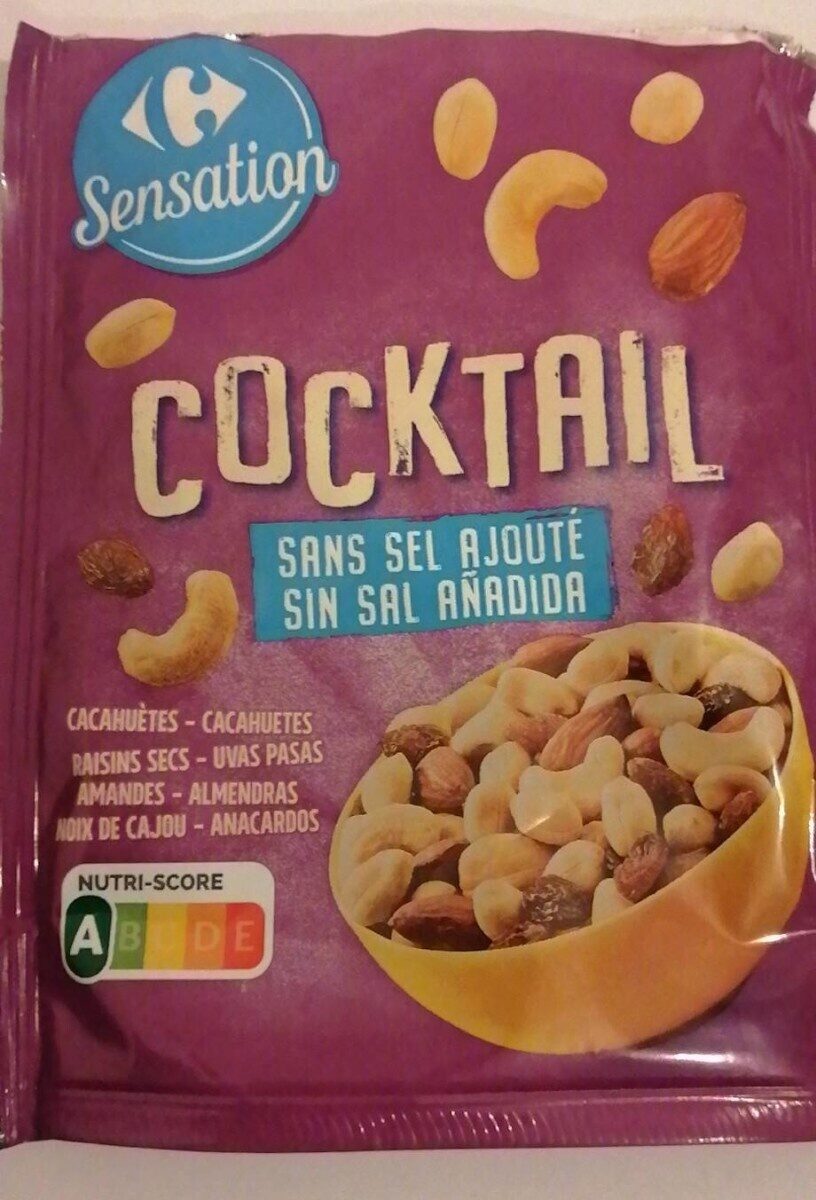 Sensation
COCKTAIL
SANS SEL AJOUTÉ
SIN SAL AÑADIDA
CACAHUÈTES - CACAHUETES
RAISINS SECS - UVAS PASAS
AMANDES - ALMENDRAS
NOIX DE CAJOU - ANACARDOS
NUTRI-SCORE
A B C D E